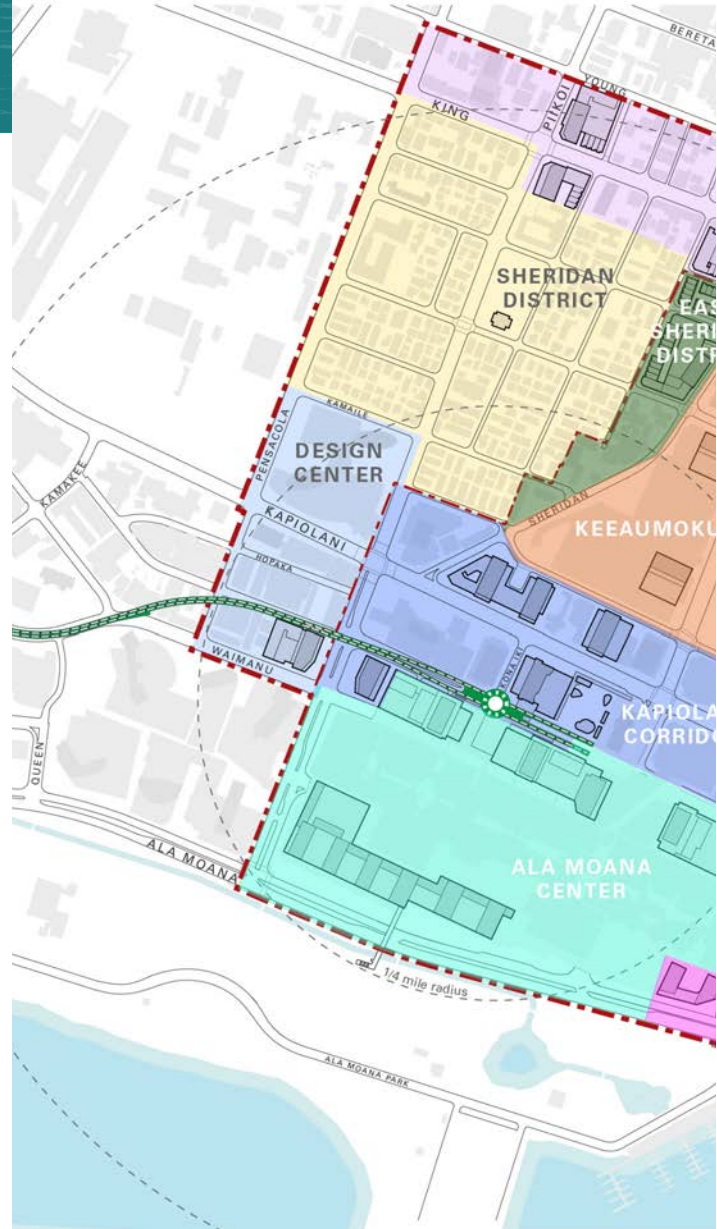 BERETA
YOUNG
PIIKOI
KING
SHERIDAN
DISTRICT
EAS
SHERI
DISTR
KAMAILE
PENSACOLA
DESIGN
CENTER
KAMAKEE
SHERIDAN
KAPIOLANI
KEEAUMOKU
HOPAKA
WAIMANU
KONA IKI
KAPIOLA
CORRIDO
QUEEN
ALA MOANA
ALA MOANA
CENTER
1/4 mile radius
ALA MOANA PARK